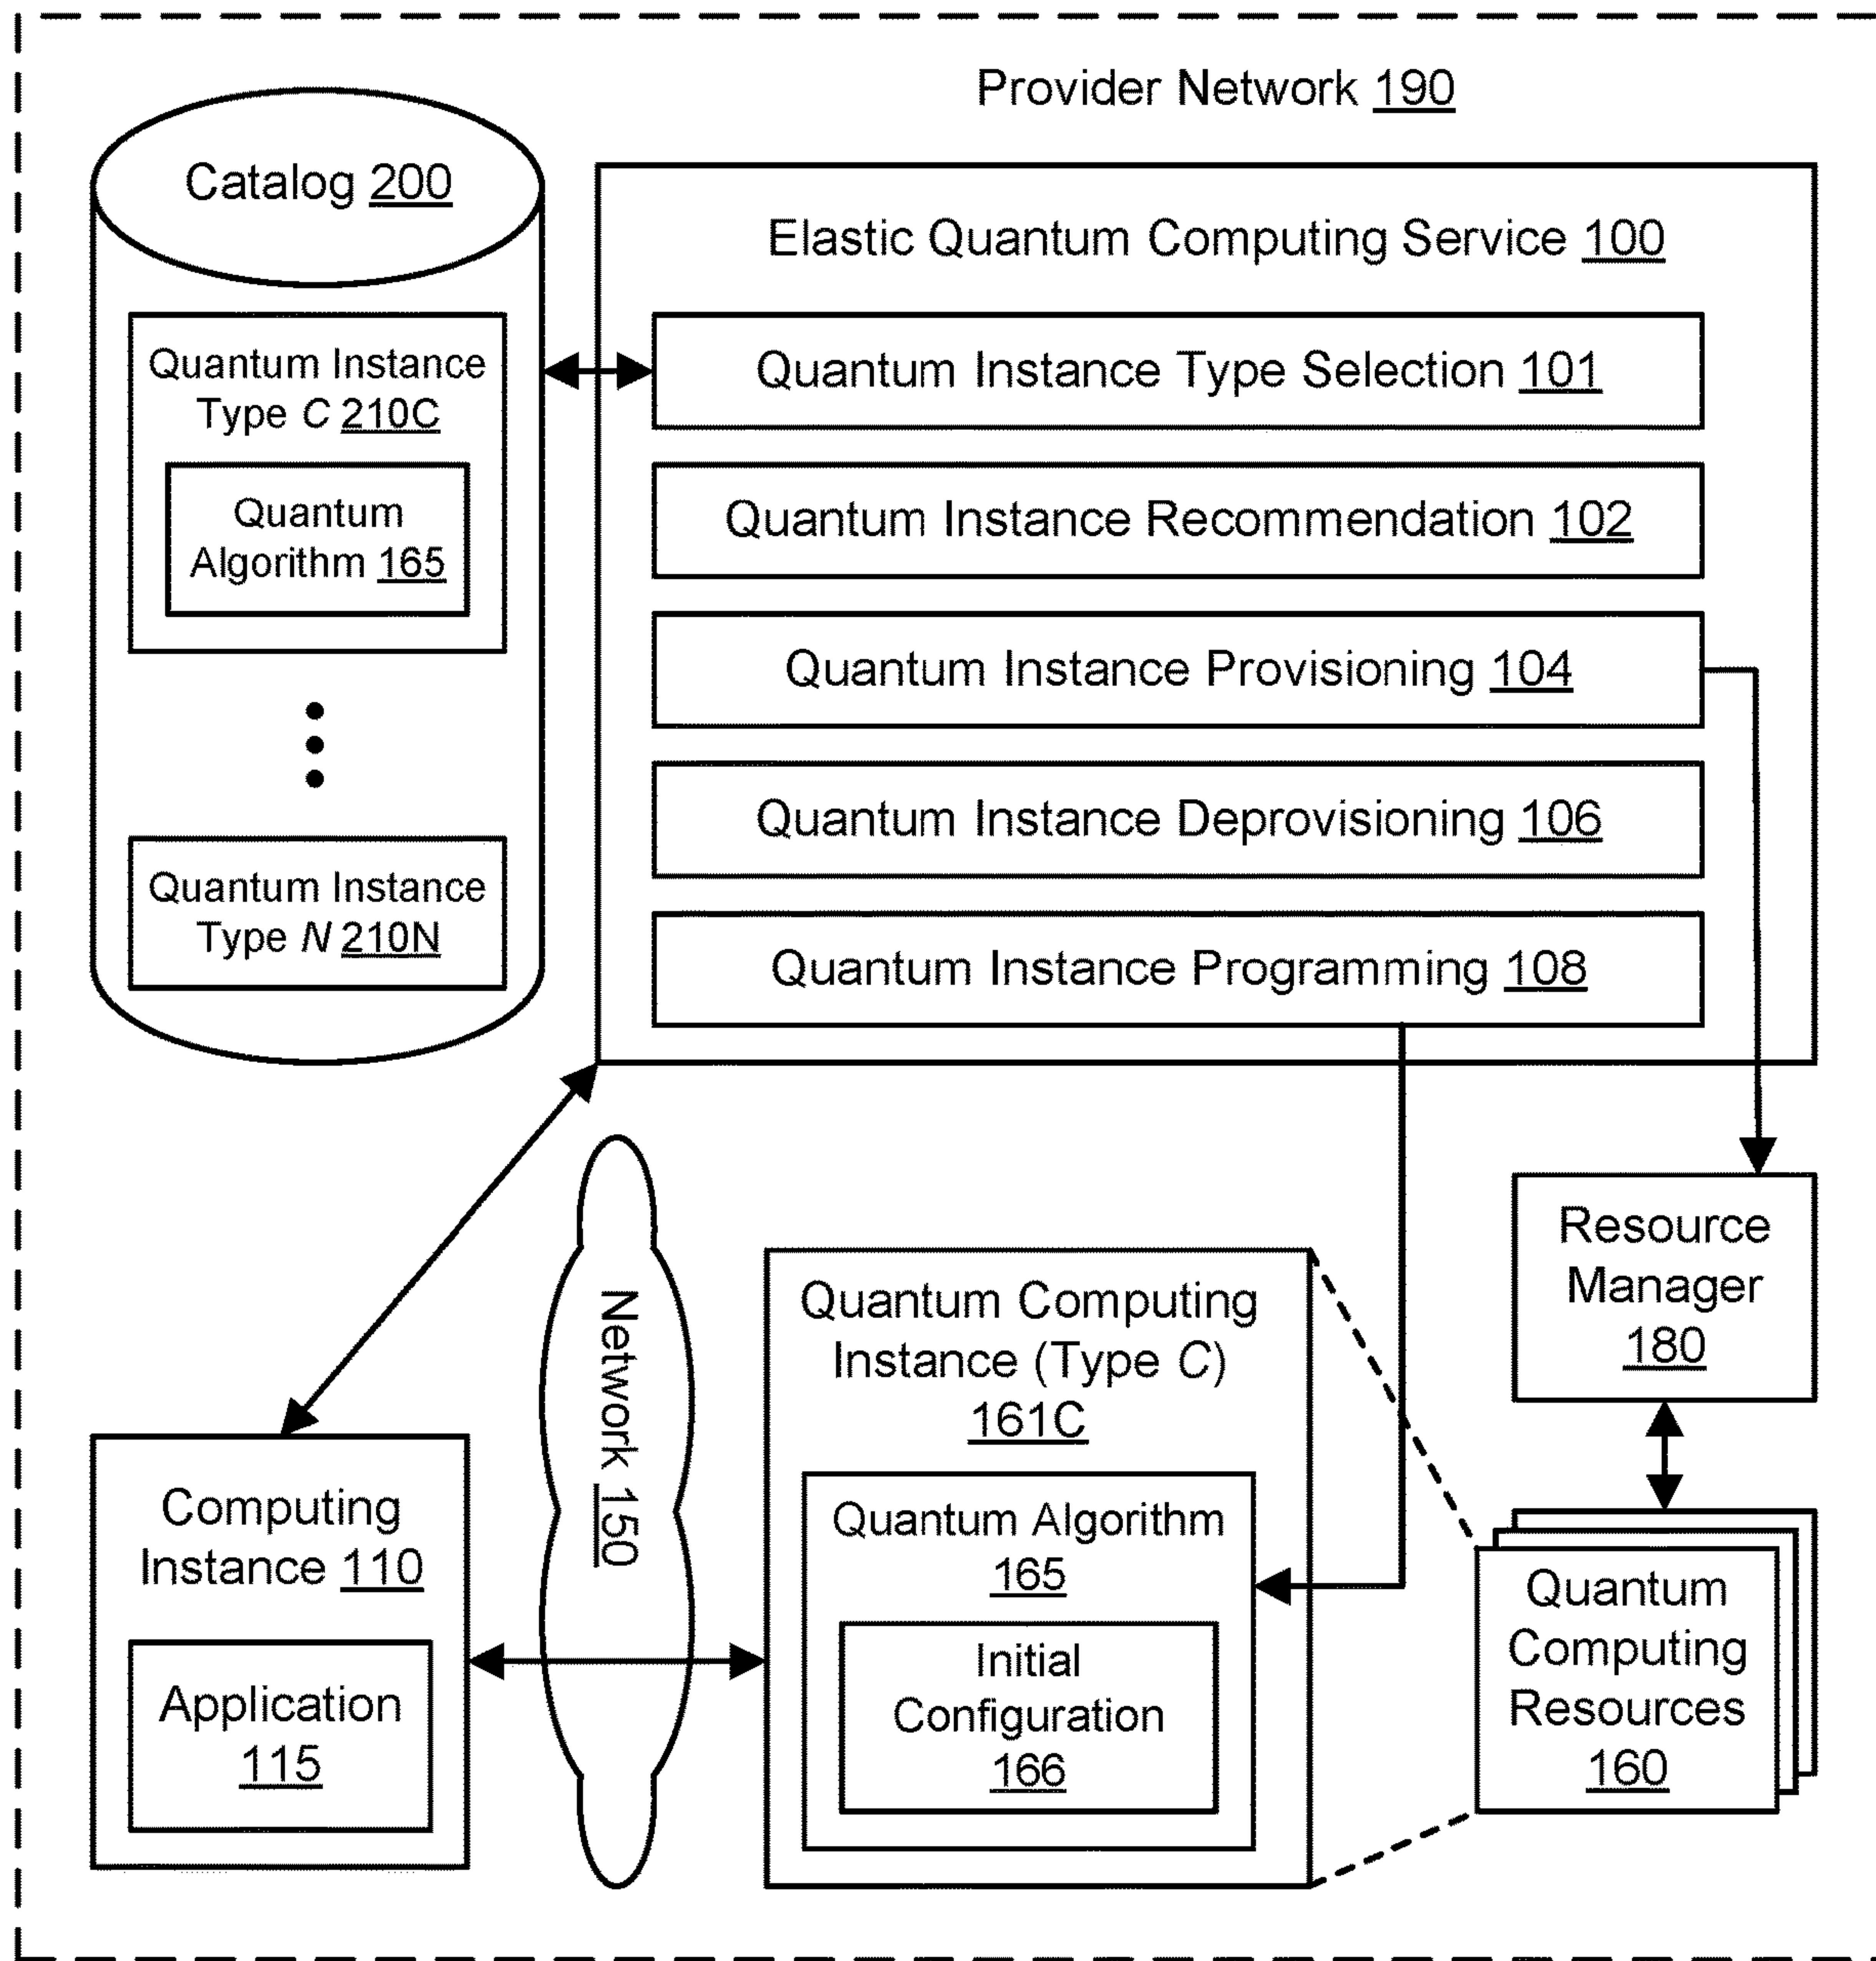 Provider Network 190
Catalog 200
Quantum Instance
Type C 210C
Quantum
Algorithm 165
Quantum Instance
Type N 210N
Elastic Quantum Computing Service 100
Quantum Instance Type Selection 101
Quantum Instance Recommendation 102
Quantum Instance Provisioning 104
Quantum Instance Deprovisioning 106
Quantum Instance Programming 108
Resource
Manager
180
Computing
Instance 110
Application
115
Network 150
Quantum Computing
Instance (Type C)
161C
Quantum Algorithm
165
Initial
Configuration
166
Quantum
Computing
Resources
160